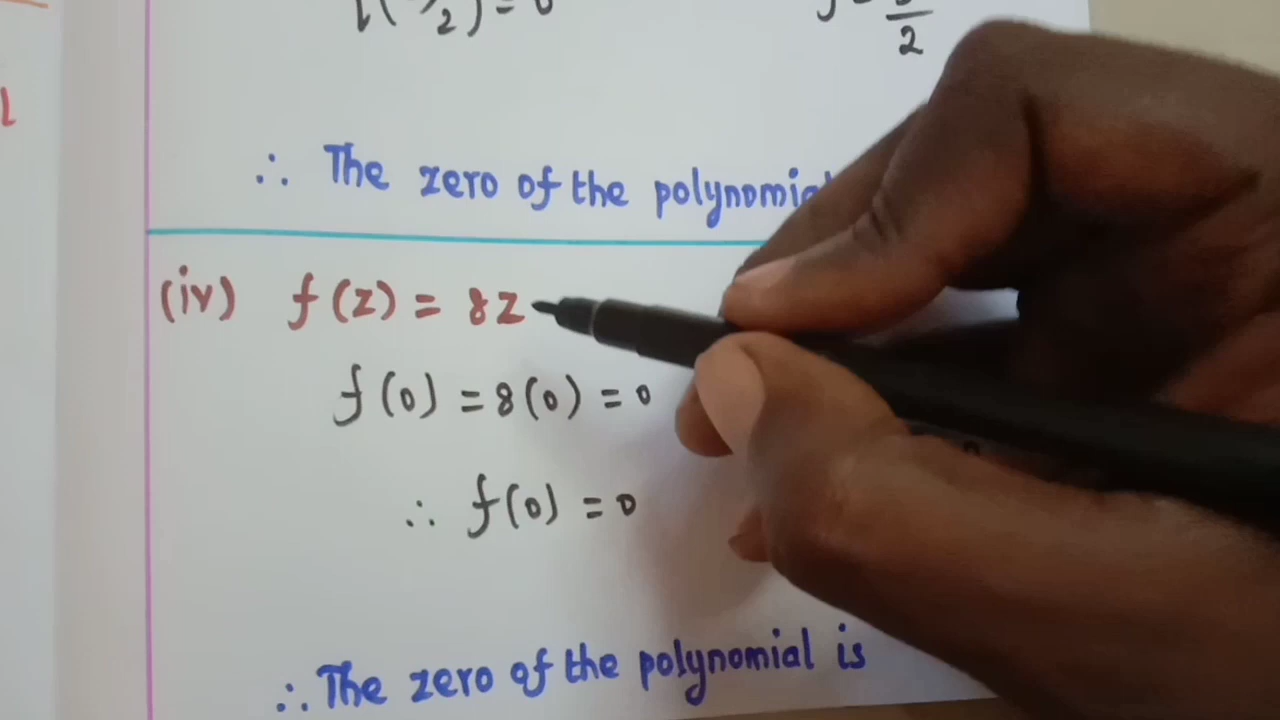 2
∴ The zero of the polynomial
(iv) f(z) = 8z
f(0) = 8(0) = 0
∴ f(0) = 0
∴ The zero of the polynomial is